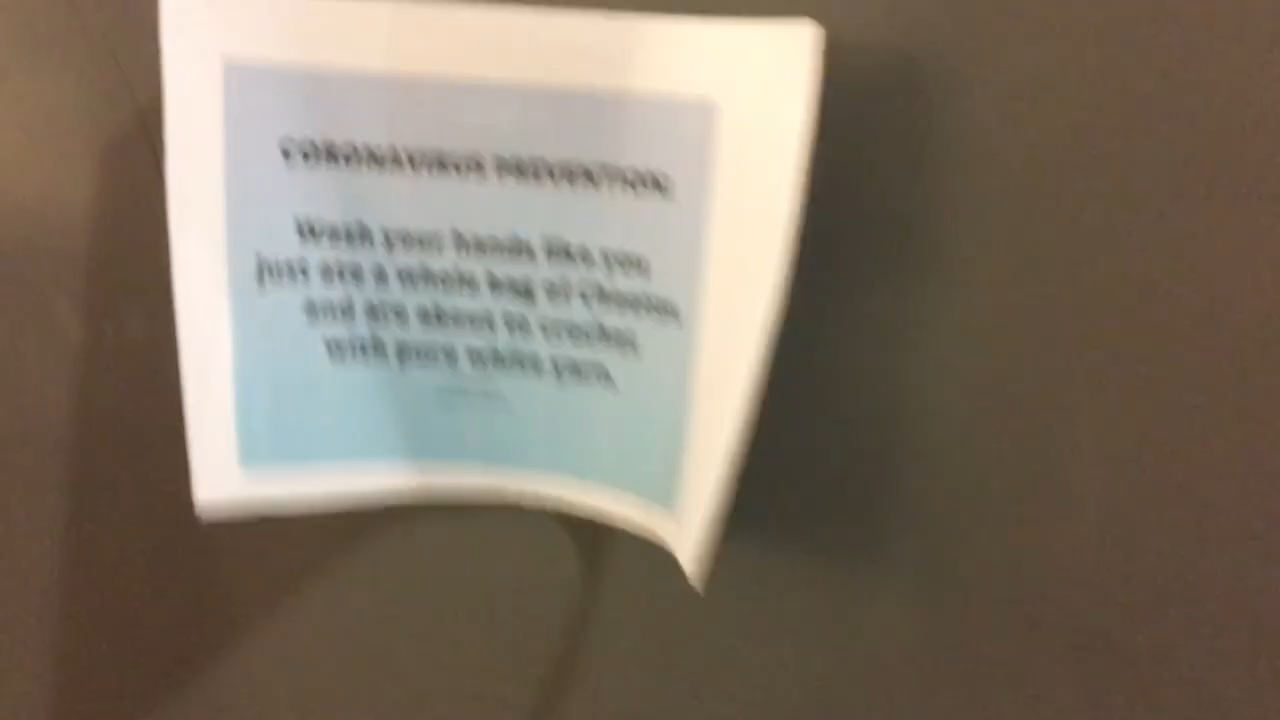 CORONAVIRUS PREVENTION:
Wash your hands like you
just ate a whole bag of Cheetos,
and are about to crochet
with pure white yarn.